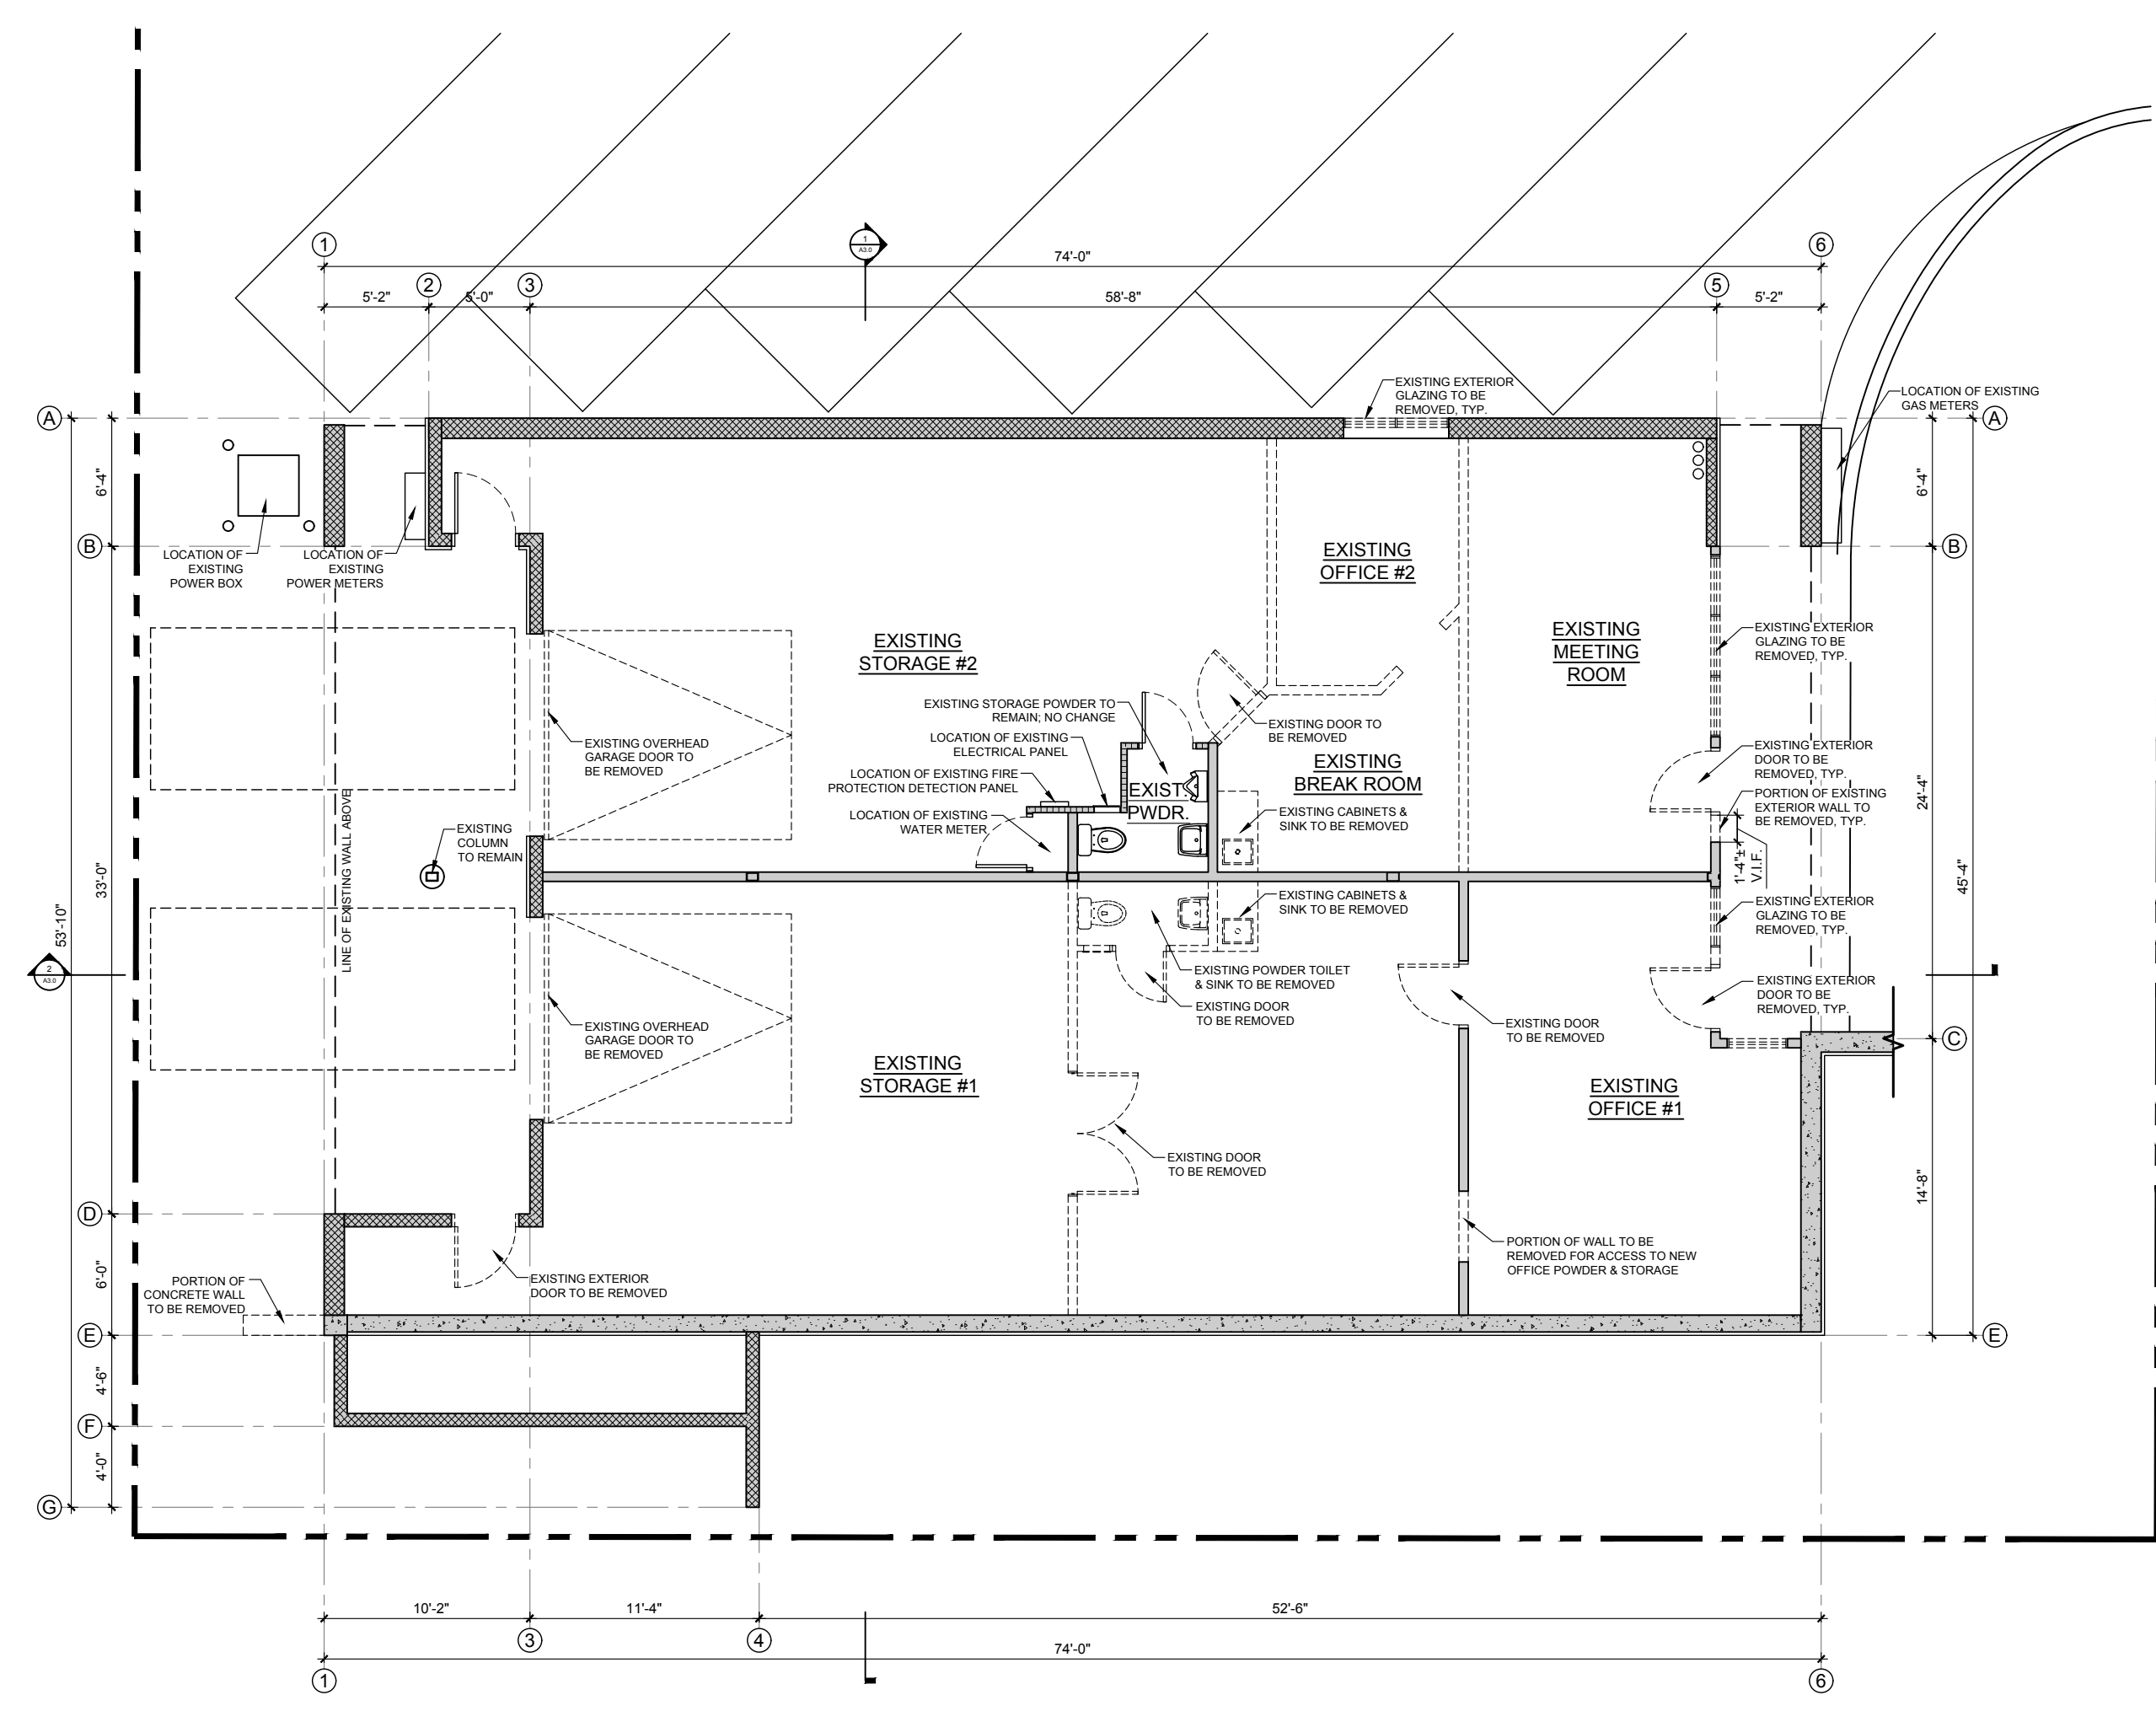 1
1
A3.0
6
74'-0"
2
3
5
5'-2"
5'-0"
58'-8"
5'-2"
EXISTING EXTERIOR
GLAZING TO BE
REMOVED, TYP.
LOCATION OF EXISTING
GAS METERS
A
A
6'-4"
6'-4"
B
B
LOCATION OF
EXISTING
POWER BOX
LOCATION OF
EXISTING
POWER METERS
EXISTING
OFFICE #2
EXISTING
STORAGE #2
EXISTING
MEETING
ROOM
EXISTING EXTERIOR
GLAZING TO BE
REMOVED, TYP.
EXISTING STORAGE POWDER TO
REMAIN; NO CHANGE
EXISTING DOOR TO
BE REMOVED
LOCATION OF EXISTING
ELECTRICAL PANEL
EXISTING OVERHEAD
GARAGE DOOR TO
BE REMOVED
EXISTING EXTERIOR
DOOR TO BE
REMOVED, TYP.
LOCATION OF EXISTING FIRE
PROTECTION DETECTION PANEL
EXISTING
BREAK ROOM
EXIST.
PWDR.
PORTION OF EXISTING
EXTERIOR WALL TO
BE REMOVED, TYP.
24'-4"
LOCATION OF EXISTING
WATER METER
EXISTING CABINETS &
SINK TO BE REMOVED
EXISTING
COLUMN
TO REMAIN
1'-4"±
V.I.F.
33'-0"
45'-4"
53'-10"
LINE OF EXISTING WALL ABOVE
EXISTING CABINETS &
SINK TO BE REMOVED
EXISTING EXTERIOR
GLAZING TO BE
REMOVED, TYP.
2
A3.0
EXISTING POWDER TOILET
& SINK TO BE REMOVED
EXISTING EXTERIOR
DOOR TO BE
REMOVED, TYP.
EXISTING DOOR
TO BE REMOVED
EXISTING OVERHEAD
GARAGE DOOR TO
BE REMOVED
EXISTING DOOR
TO BE REMOVED
C
EXISTING
STORAGE #1
EXISTING
OFFICE #1
EXISTING DOOR
TO BE REMOVED
14'-8"
D
PORTION OF WALL TO BE
REMOVED FOR ACCESS TO NEW
OFFICE POWDER & STORAGE
6'-0"
PORTION OF
CONCRETE WALL
TO BE REMOVED
EXISTING EXTERIOR
DOOR TO BE REMOVED
E
E
4'-6"
F
4'-0"
G
10'-2"
11'-4"
52'-6"
3
4
74'-0"
1
6